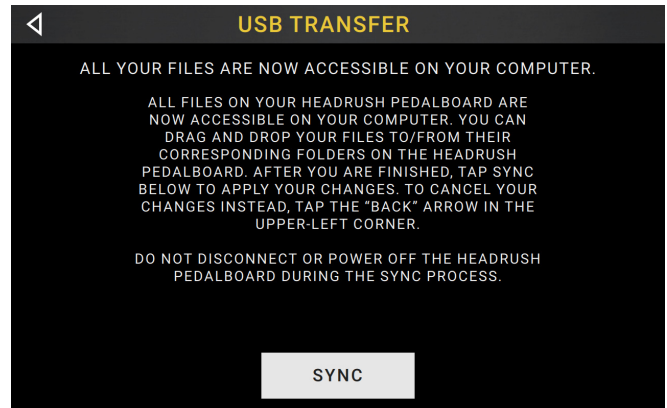 USB TRANSFER
ALL YOUR FILES ARE NOW ACCESSIBLE ON YOUR COMPUTER.
ALL FILES ON YOUR HEADRUSH PEDALBOARD ARE
NOW ACCESSIBLE ON YOUR COMPUTER. YOU CAN
DRAG AND DROP YOUR FILES TO/FROM THEIR
CORRESPONDING FOLDERS ON THE HEADRUSH
PEDALBOARD. AFTER YOU ARE FINISHED, TAP SYNC
BELOW TO APPLY YOUR CHANGES. TO CANCEL YOUR
CHANGES INSTEAD, TAP THE “BACK” ARROW IN THE
UPPER-LEFT CORNER.
DO NOT DISCONNECT OR POWER OFF THE HEADRUSH
PEDALBOARD DURING THE SYNC PROCESS.
SYNC